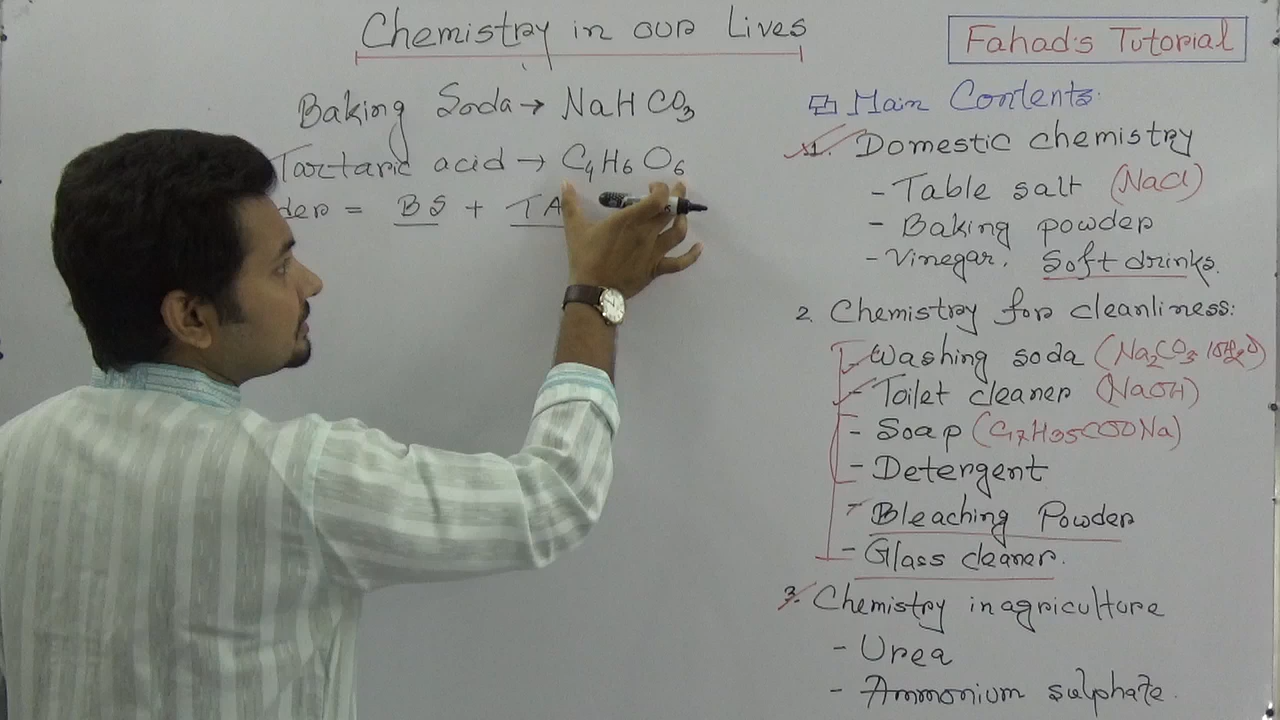 Chemistry in our Lives
Baking Soda → NaHCO3
Tartaric acid → C4H6O6
der = BS + TA
Fahad's Tutorial
Main Contents:
1. Domestic chemistry
- Table salt (NaCl)
- Baking powder
- Vinegar. Soft drinks.
2. Chemistry for cleanliness:
- Washing soda (Na2CO3 10H2O)
- Toilet cleaner (NaOH)
- Soap (C17H35COONa)
- Detergent
- Bleaching Powder
- Glass cleaner.
3. Chemistry in agriculture
- Urea
- Ammonium sulphate.